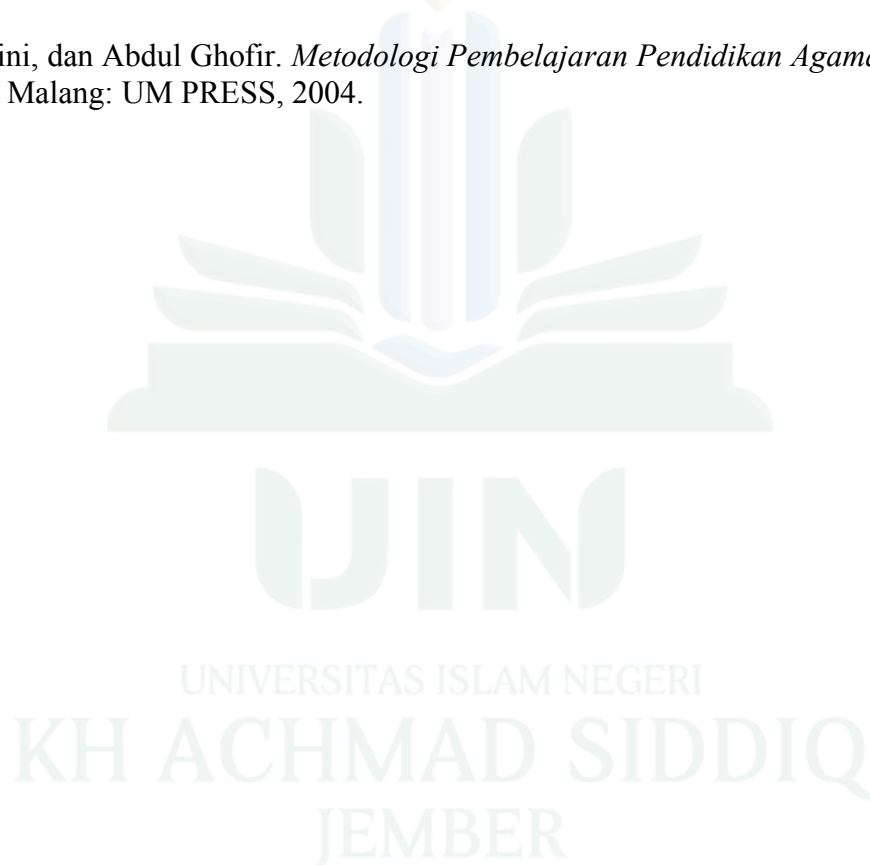 ini, dan Abdul Ghofir. Metodologi Pembelajaran Pendidikan Agama
Malang: UM PRESS, 2004.
UIN
UNIVERSITAS ISLAM NEGERI
KH ACHMAD SIDDIQ
JEMBER